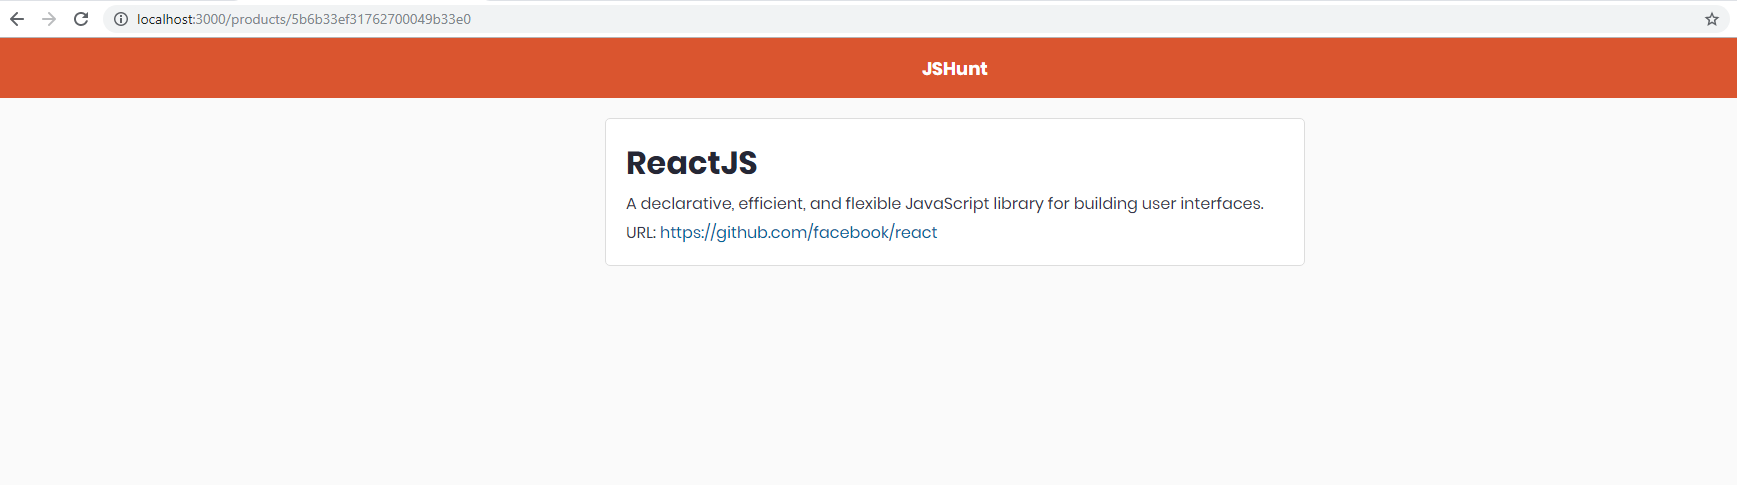 localhost:3000/products/5b6b33ef31762700049b33e0
JSHunt
ReactJS
A declarative, efficient, and flexible JavaScript library for building user interfaces.
URL: https://github.com/facebook/react